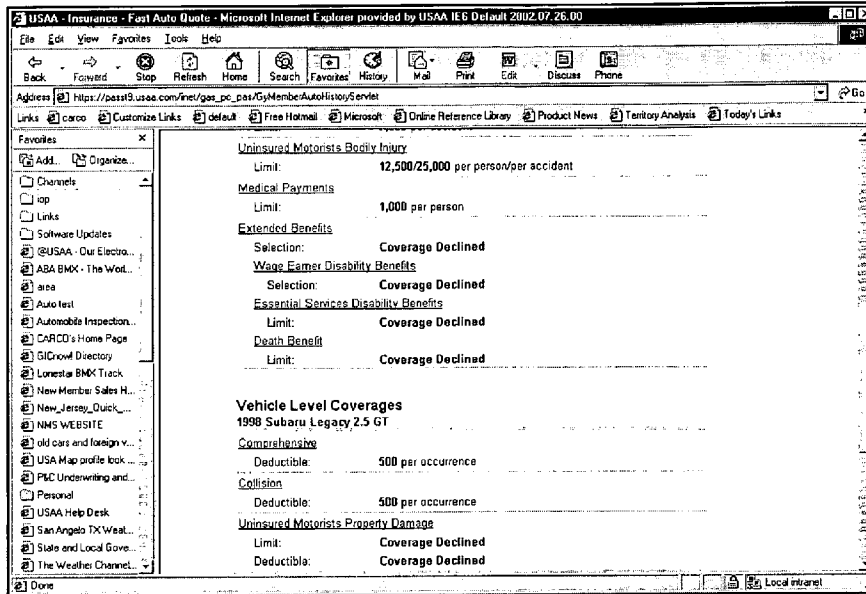 USAA - Insurance - Fast Auto Quote - Microsoft Internet Explorer provided by USAA IE6 Default 2002.07.26.00
File Edit View Favorites Tools Help
Back Forward Stop Refresh Home Search Favorites History Mail Print Edit Discuss Phone
Address https://passt9.usaa.com/inet/gas_pc_pas/GyMemberAutoHistoryServlet Go
Links carco Customize Links default Free Hotmail Microsoft Online Reference Library Product News Territory Analysis Today's Links
Favorites x
Add... Organize...
Channels
iop
Links
Software Updates
@USAA - Our Electro...
ABA BMX - The Worl...
area
Auto test
Automobile Inspection...
CARCO's Home Page
GICnow! Directory
Lonestar BMX Track
New Member Sales H...
New_Jersey_Quick_...
NMS WEBSITE
old cars and foreign v...
USA Map profile look ...
P&C Underwriting and...
Personal
USAA Help Desk
San Angelo TX Weat...
State and Local Gove...
The Weather Channel...
Uninsured Motorists Bodily Injury
Limit: 12,500/25,000 per person/per accident
Medical Payments
Limit: 1,000 per person
Extended Benefits
Selection: Coverage Declined
Wage Earner Disability Benefits
Selection: Coverage Declined
Essential Services Disability Benefits
Limit: Coverage Declined
Death Benefit
Limit: Coverage Declined
Vehicle Level Coverages
1998 Subaru Legacy 2.5 GT
Comprehensive
Deductible: 500 per occurrence
Collision
Deductible: 500 per occurrence
Uninsured Motorists Property Damage
Limit: Coverage Declined
Deductible: Coverage Declined
Done Local intranet